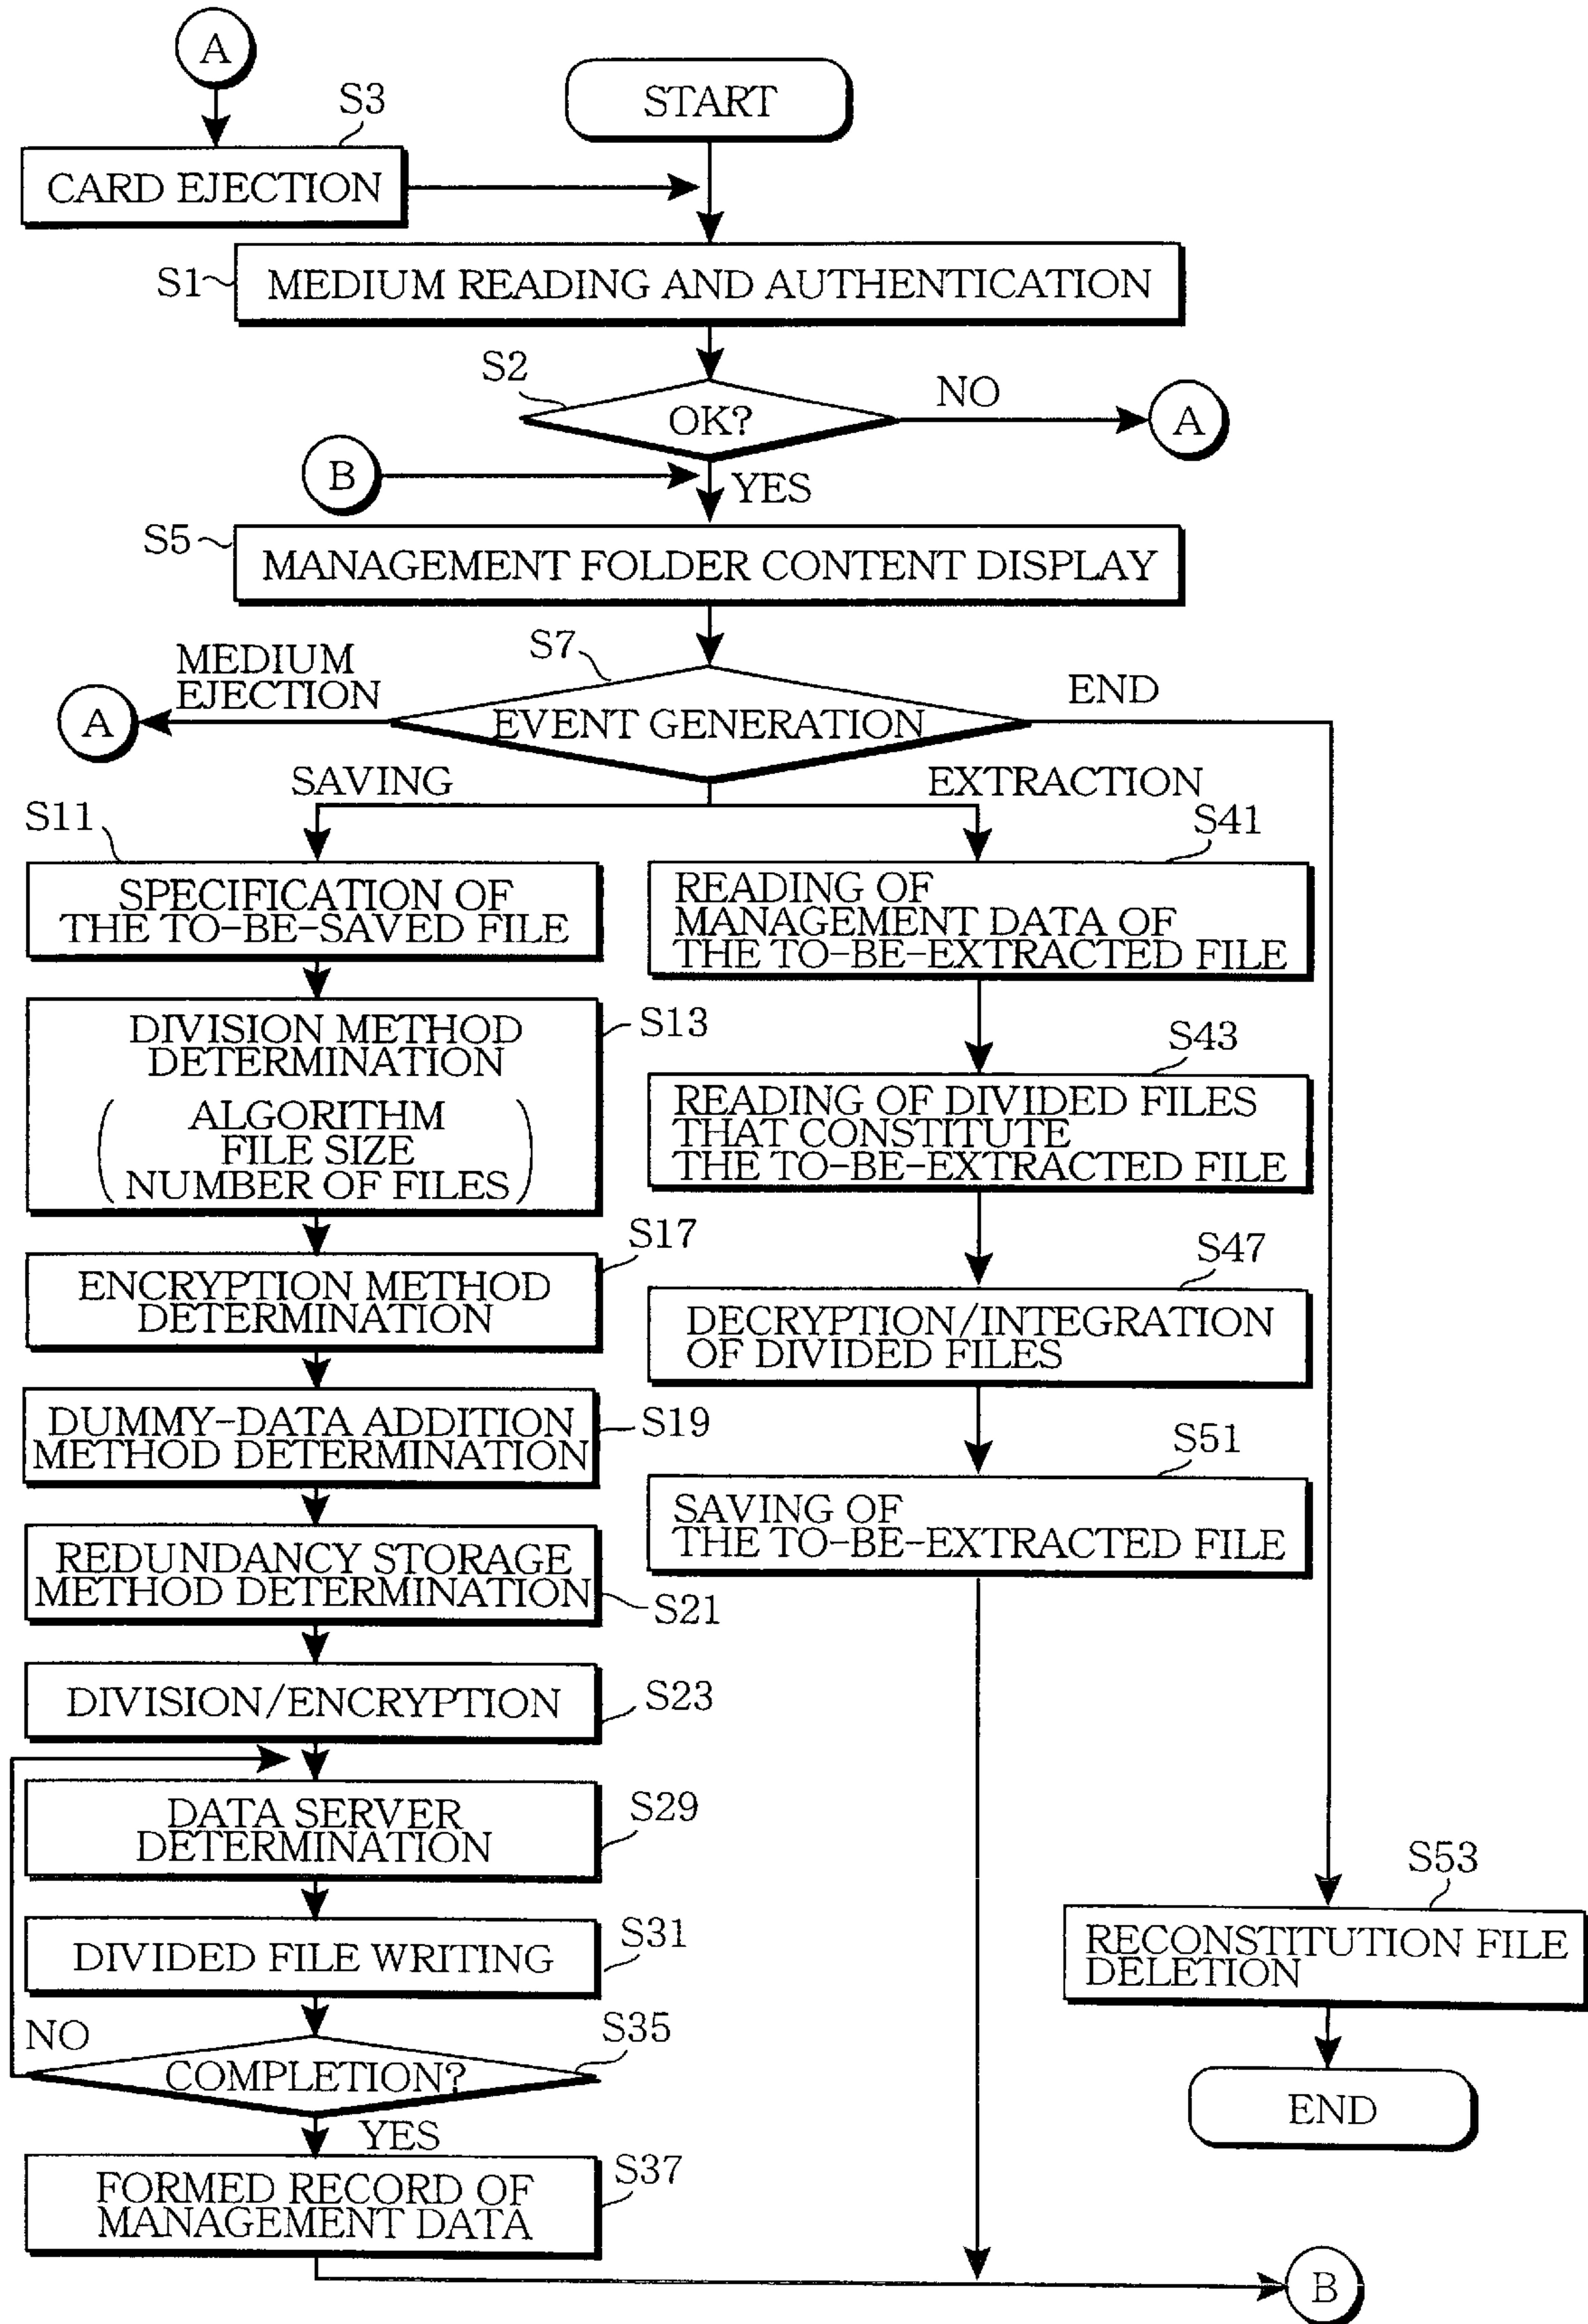 A
S3
START
CARD EJECTION
S1
MEDIUM READING AND AUTHENTICATION
S2
OK?
NO
A
B
YES
S5
MANAGEMENT FOLDER CONTENT DISPLAY
S7
MEDIUM
EJECTION
END
A
EVENT GENERATION
SAVING
EXTRACTION
S11
SPECIFICATION OF
THE TO-BE-SAVED FILE
S13
DIVISION METHOD
DETERMINATION
ALGORITHM
FILE SIZE
NUMBER OF FILES
S17
ENCRYPTION METHOD
DETERMINATION
DUMMY-DATA ADDITION
METHOD DETERMINATION
S19
REDUNDANCY STORAGE
METHOD DETERMINATION
S21
DIVISION/ENCRYPTION
S23
DATA SERVER
DETERMINATION
S29
DIVIDED FILE WRITING
S31
NO
S35
COMPLETION?
YES
FORMED RECORD OF
MANAGEMENT DATA
S37
S41
READING OF
MANAGEMENT DATA OF
THE TO-BE-EXTRACTED FILE
S43
READING OF DIVIDED FILES
THAT CONSTITUTE
THE TO-BE-EXTRACTED FILE
S47
DECRYPTION/INTEGRATION
OF DIVIDED FILES
S51
SAVING OF
THE TO-BE-EXTRACTED FILE
S53
RECONSTITUTION FILE
DELETION
END
B